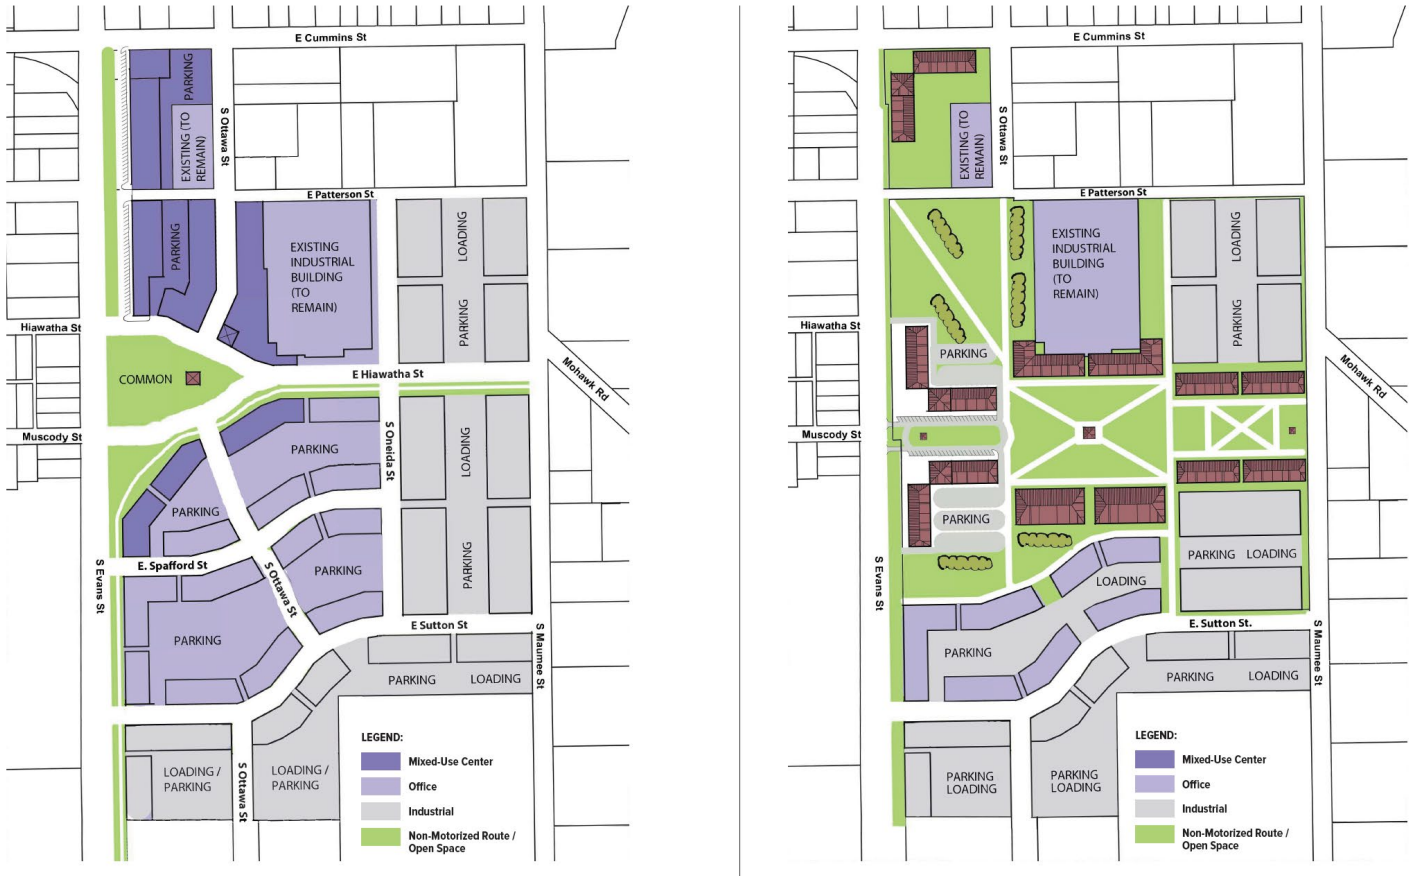 E Cummins St
PARKING
S Ottawa St
EXISTING (TO
REMAIN)
E Patterson St
PARKING
EXISTING
INDUSTRIAL
BUILDING
(TO
REMAIN)
LOADING
PARKING
Hiawatha St
COMMON
E Hiawatha St
Mohawk Rd
Muscody St
PARKING
S Oneida St
LOADING
PARKING
PARKING
S Evans St
E. Spafford St
S Ottawa St
PARKING
PARKING
E Sutton St
S Maumee St
PARKING
LOADING
LOADING /
PARKING
S Ottawa St
LOADING /
PARKING
LEGEND:
Mixed-Use Center
Office
Industrial
Non-Motorized Route /
Open Space
E Cummins St
S Ottawa St
EXISTING (TO
REMAIN)
E Patterson St
EXISTING
INDUSTRIAL
BUILDING
(TO
REMAIN)
LOADING
PARKING
Hiawatha St
PARKING
Mohawk Rd
Muscody St
PARKING
S Evans St
PARKING LOADING
LOADING
E. Sutton St.
PARKING
S Maumee St
PARKING
LOADING
PARKING
LOADING
PARKING
LOADING
LEGEND:
Mixed-Use Center
Office
Industrial
Non-Motorized Route /
Open Space